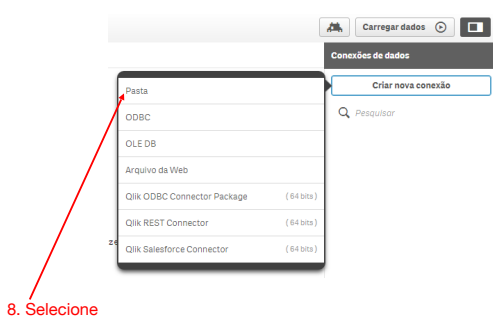 Carregar dados
Conexões de dados
Criar nova conexão
Pesquisar
Pasta
ODBC
OLE DB
Arquivo da Web
Qlik ODBC Connector Package (64 bits)
Qlik REST Connector (64 bits)
Qlik Salesforce Connector (64 bits)
ze
8. Selecione